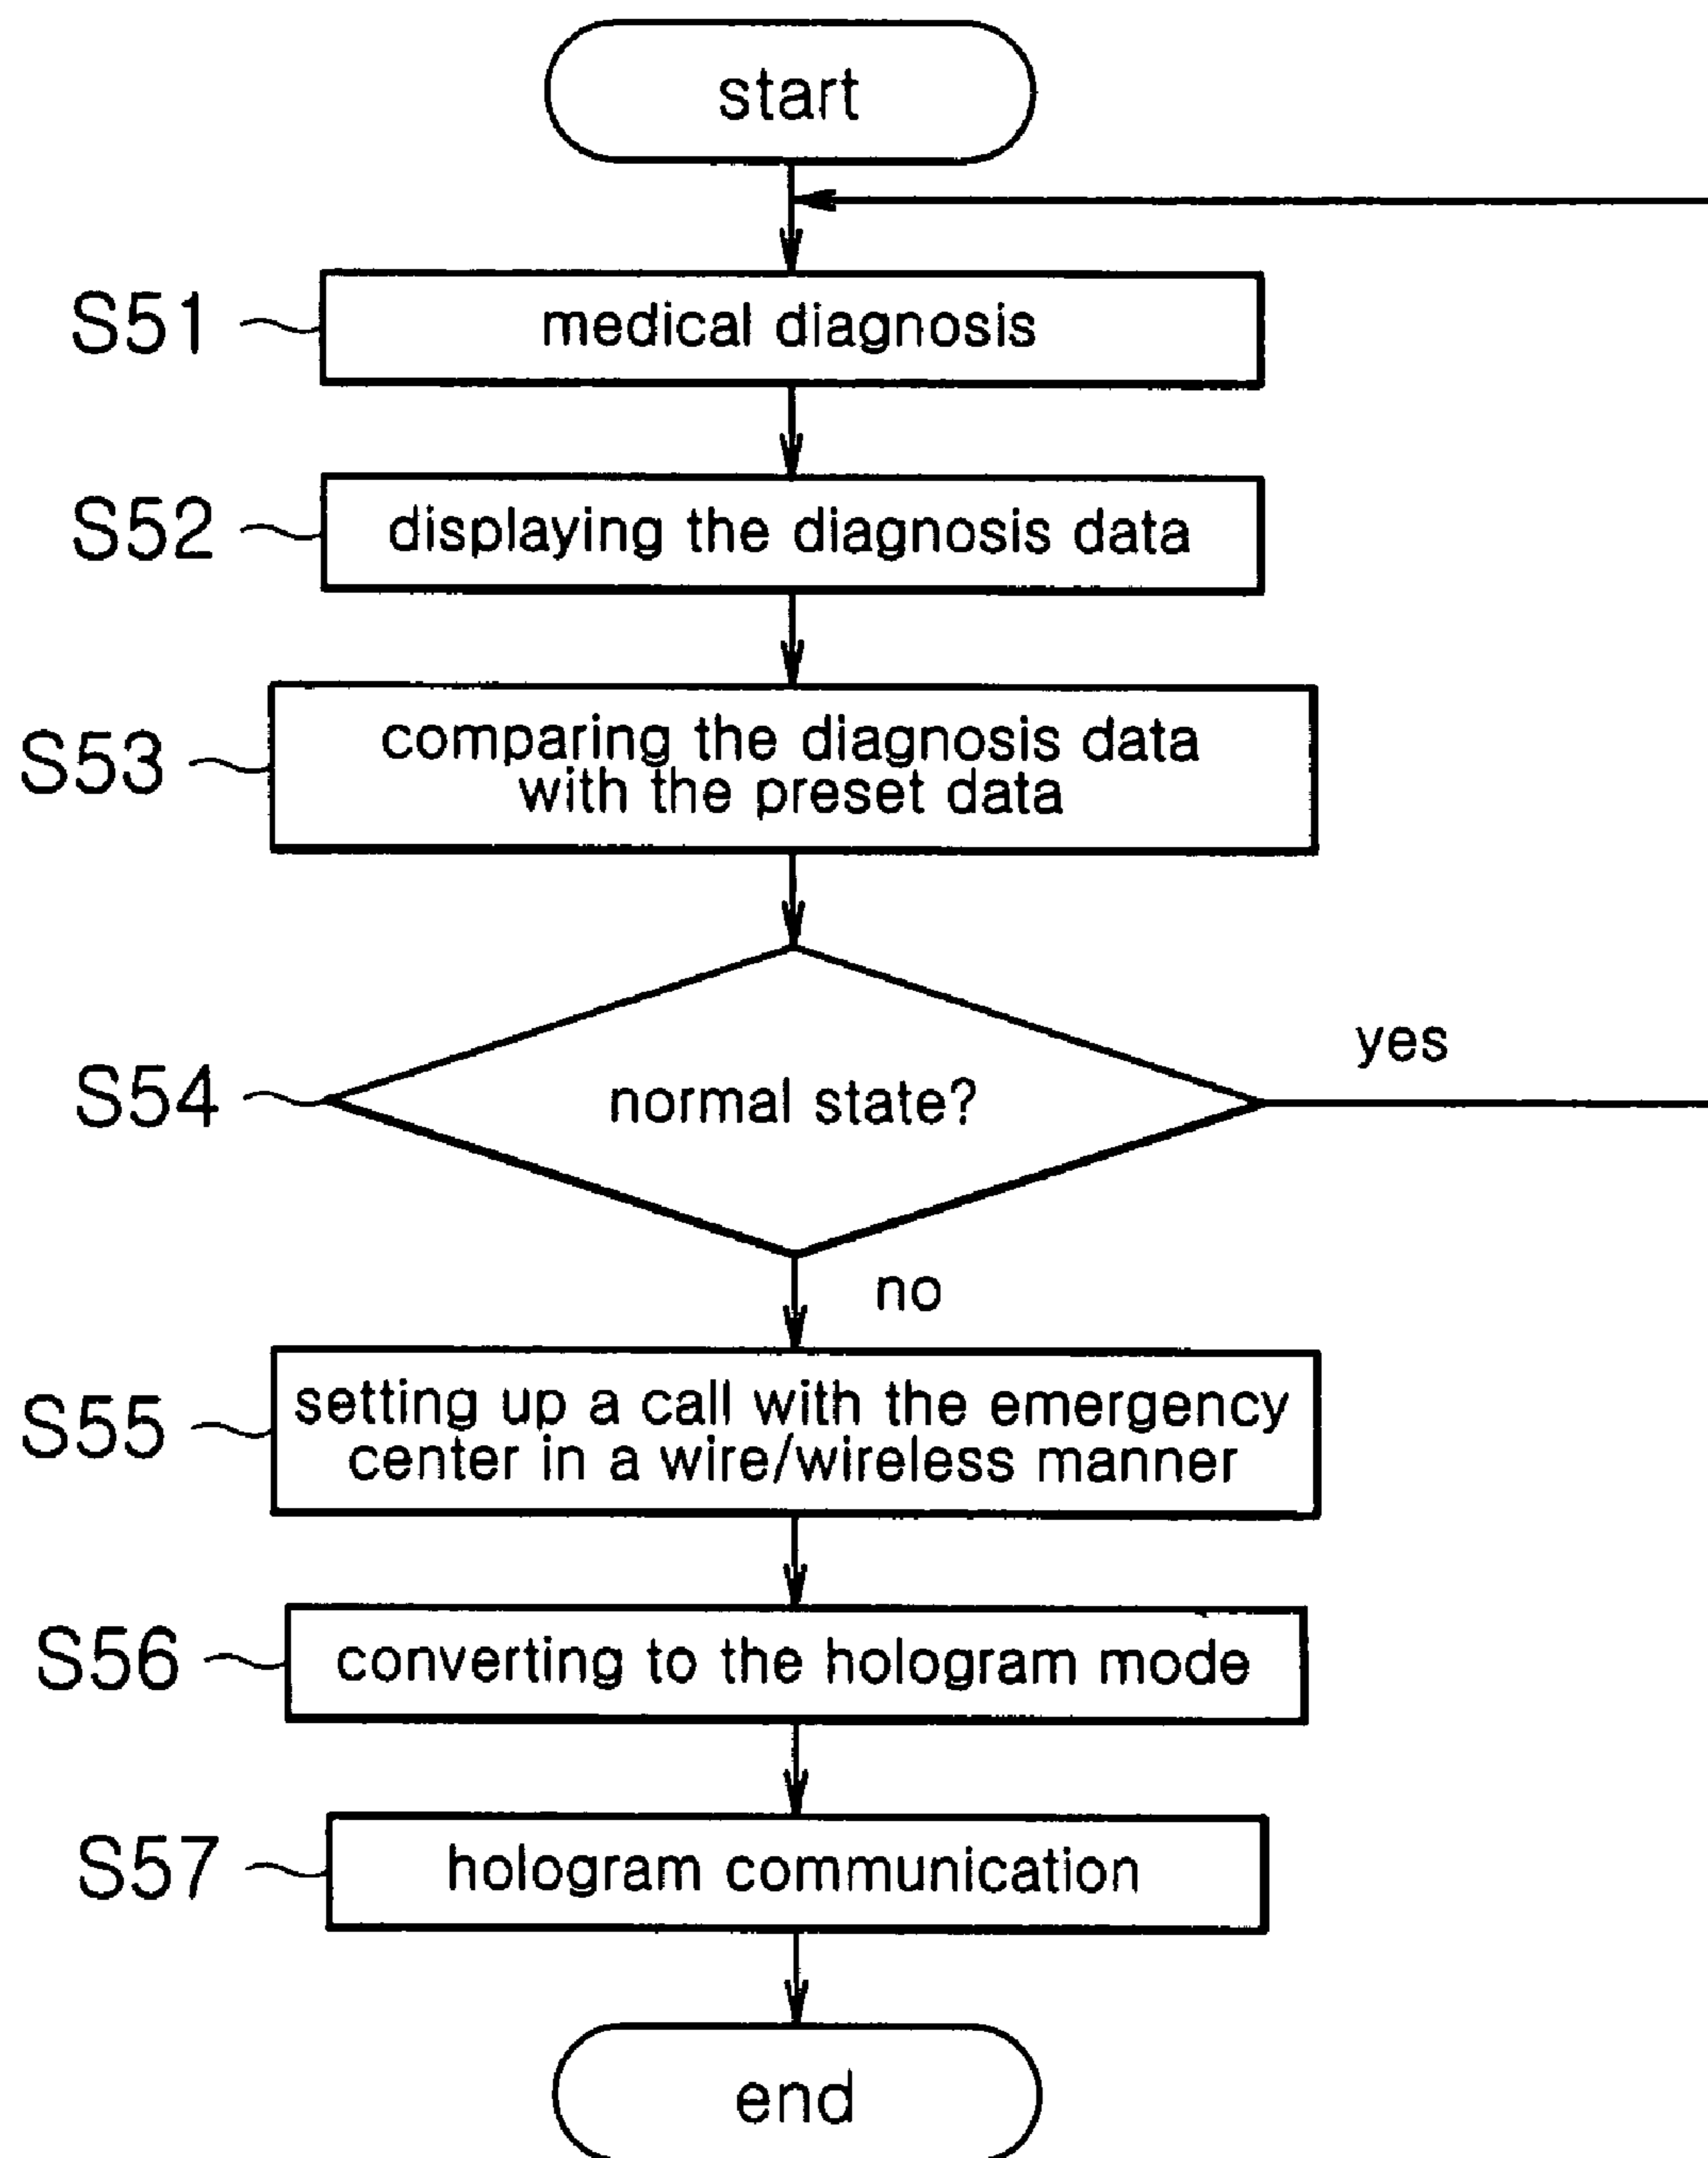 start
S51
medical diagnosis
S52
displaying the diagnosis data
S53
comparing the diagnosis data
with the preset data
S54
normal state?
yes
no
S55
setting up a call with the emergency
center in a wire/wireless manner
S56
converting to the hologram mode
S57
hologram communication
end